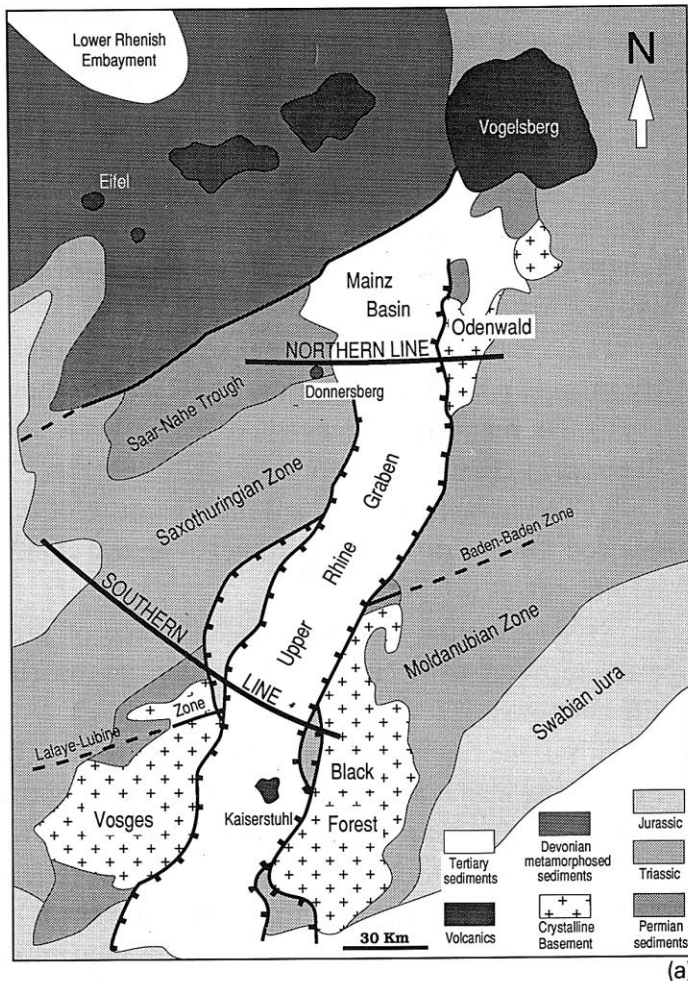 Lower Rhenish
Embayment
N
Vogelsberg
Eifel
Mainz
Basin
Odenwald
NORTHERN LINE
Donnersberg
Saar-Nahe Trough
Saxothuringian Zone
Graben
Rhine
Upper
Baden-Baden Zone
SOUTHERN
LINE
Moldanubian Zone
Swabian Jura
Zone
Lalaye-Lubine
Black
Forest
Vosges
Kaiserstuhl
30 Km
Tertiary
sediments
Devonian
metamorphosed
sediments
Jurassic
Triassic
Volcanics
Crystalline
Basement
Permian
sediments
(a)